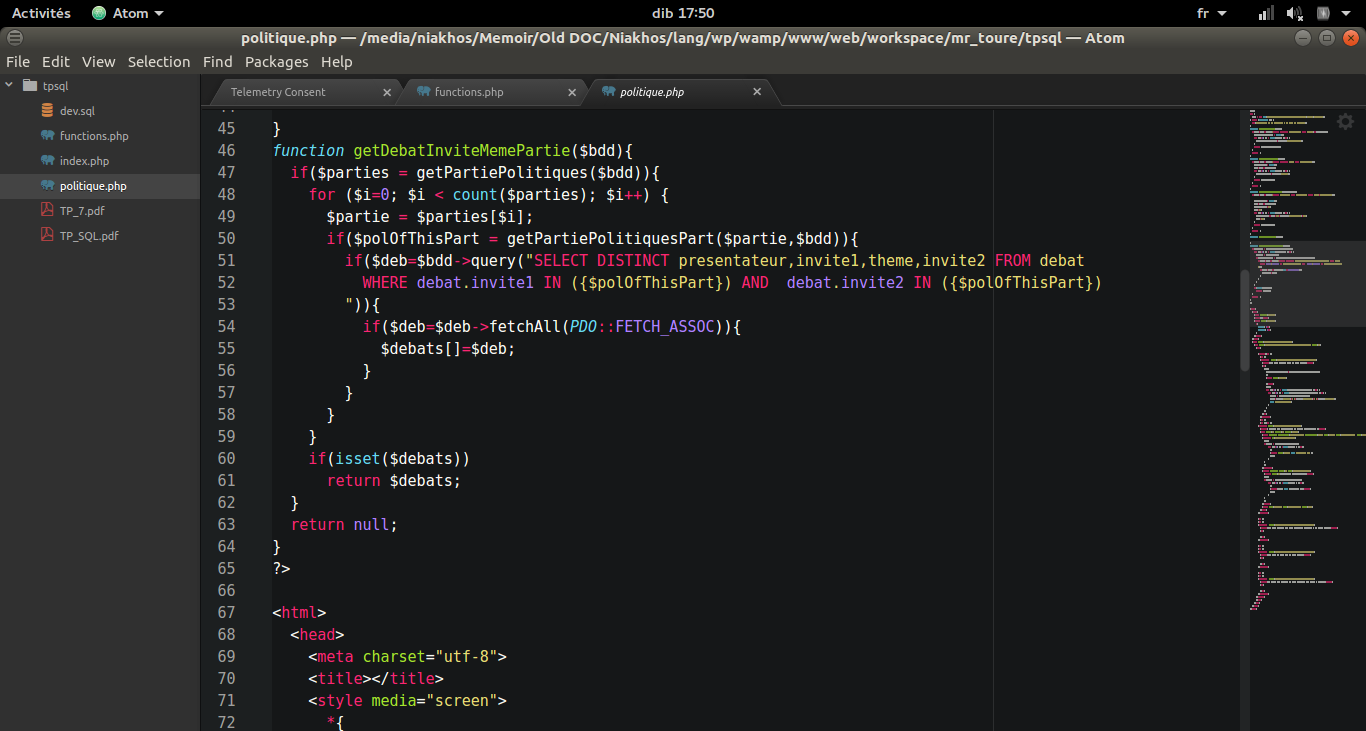 Activités Atom dib 17:50 fr
politique.php — /media/niakhos/Memoir/Old DOC/Niakhos/lang/wp/wamp/www/web/workspace/mr_toure/tpsql — Atom
File Edit View Selection Find Packages Help
tpsql
dev.sql
functions.php
index.php
politique.php
TP_7.pdf
TP_SQL.pdf
Telemetry Consent functions.php politique.php
45 }
46 function getDebatInviteMemePartie($bdd){
47 if($parties = getPartiePolitiques($bdd)){
48 for ($i=0; $i < count($parties); $i++) {
49 $partie = $parties[$i];
50 if($polOfThisPart = getPartiePolitiquesPart($partie,$bdd)){
51 if($deb=$bdd->query("SELECT DISTINCT presentateur,invite1,theme,invite2 FROM debat
52 WHERE debat.invite1 IN ({$polOfThisPart}) AND  debat.invite2 IN ({$polOfThisPart})
53 ")){
54 if($deb=$deb->fetchAll(PDO::FETCH_ASSOC)){
55 $debats[]=$deb;
56 }
57 }
58 }
59 }
60 if(isset($debats))
61 return $debats;
62 }
63 return null;
64 }
65 ?>
66
67 <html>
68 <head>
69 <meta charset="utf-8">
70 <title></title>
71 <style media="screen">
72 *{